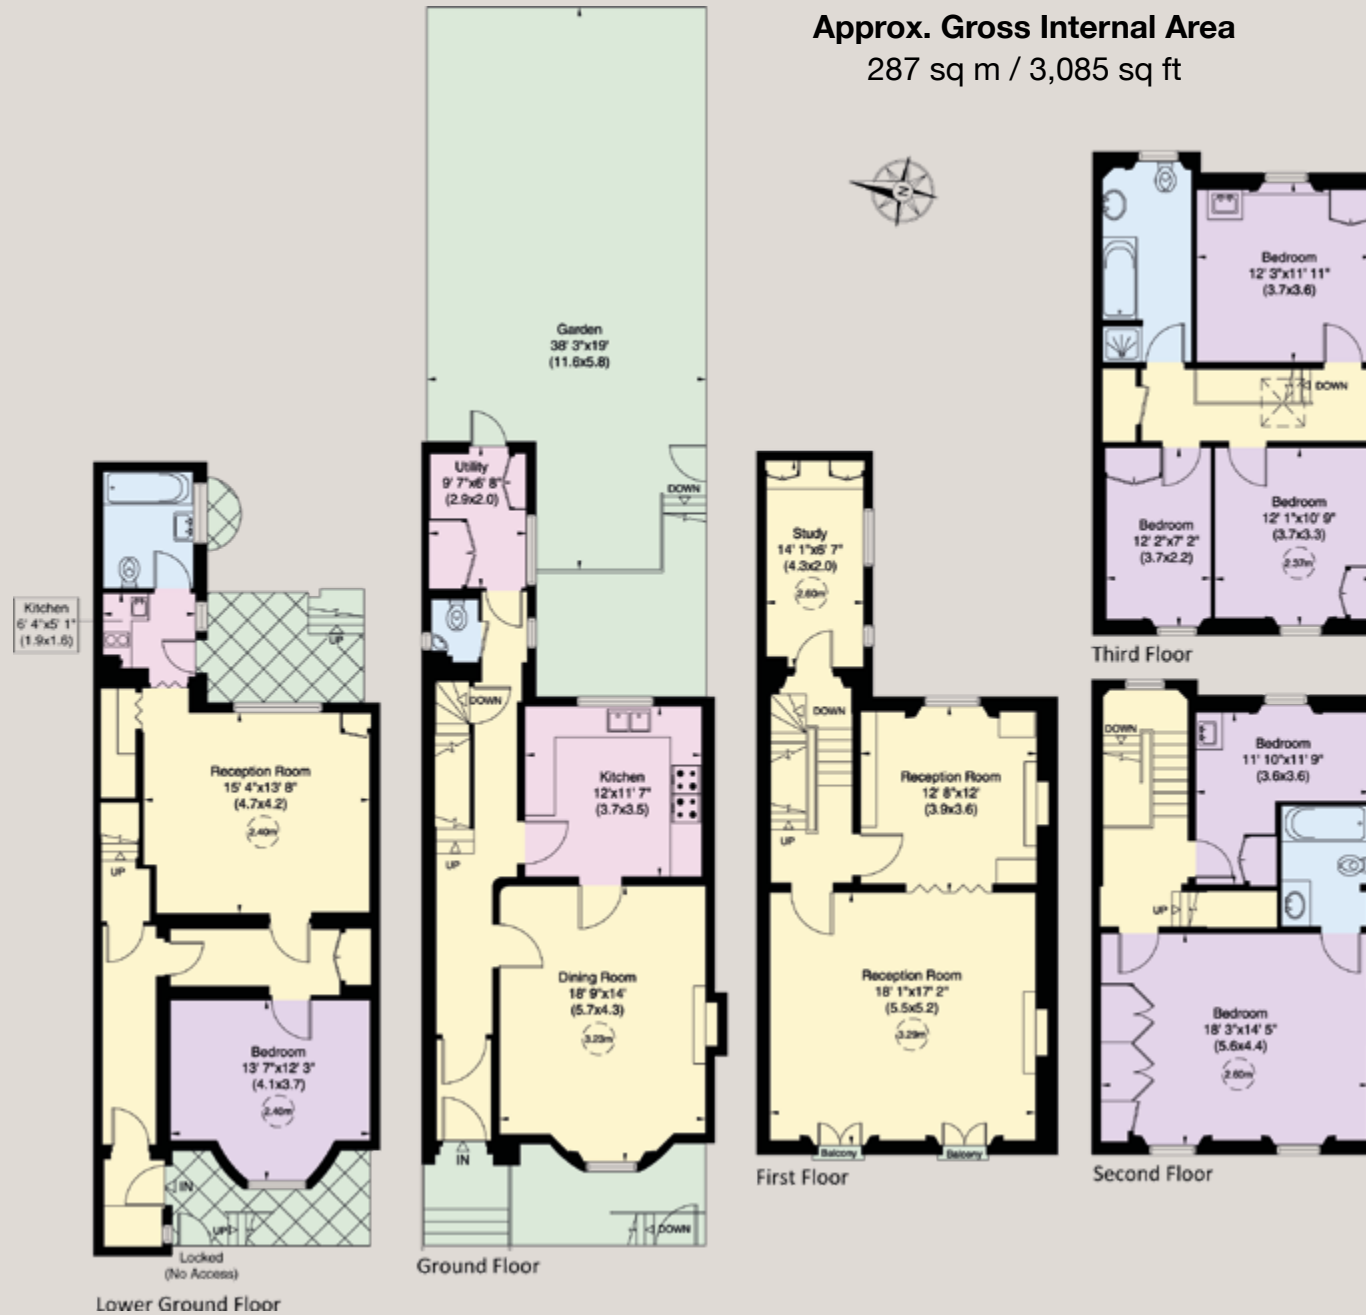 Approx. Gross Internal Area
287 sq m / 3,085 sq ft
N
Garden
38' 3"x19'
(11.6x5.8)
Utility
9' 7"x6' 8"
(2.9x2.0)
DOWN
DOWN
UP
Kitchen
12'x11' 7"
(3.7x3.5)
Dining Room
18' 9"x14'
(5.7x4.3)
3.23m
IN
DOWN
Ground Floor
Kitchen
6' 4"x5' 1"
(1.9x1.6)
UP
Reception Room
15' 4"x13' 8"
(4.7x4.2)
2.40m
UP
Bedroom
13' 7"x12' 3"
(4.1x3.7)
2.40m
IN
UP
Locked
(No Access)
Lower Ground Floor
Study
14' 1"x6' 7"
(4.3x2.0)
2.60m
DOWN
UP
Reception Room
12' 8"x12'
(3.9x3.6)
Reception Room
18' 1"x17' 2"
(5.5x5.2)
3.29m
Balcony
Balcony
First Floor
Bedroom
12' 3"x11' 11"
(3.7x3.6)
DOWN
Bedroom
12' 2"x7' 2"
(3.7x2.2)
Bedroom
12' 1"x10' 9"
(3.7x3.3)
2.37m
Third Floor
DOWN
Bedroom
11' 10"x11' 9"
(3.6x3.6)
UP
Bedroom
18' 3"x14' 5"
(5.6x4.4)
2.60m
Second Floor